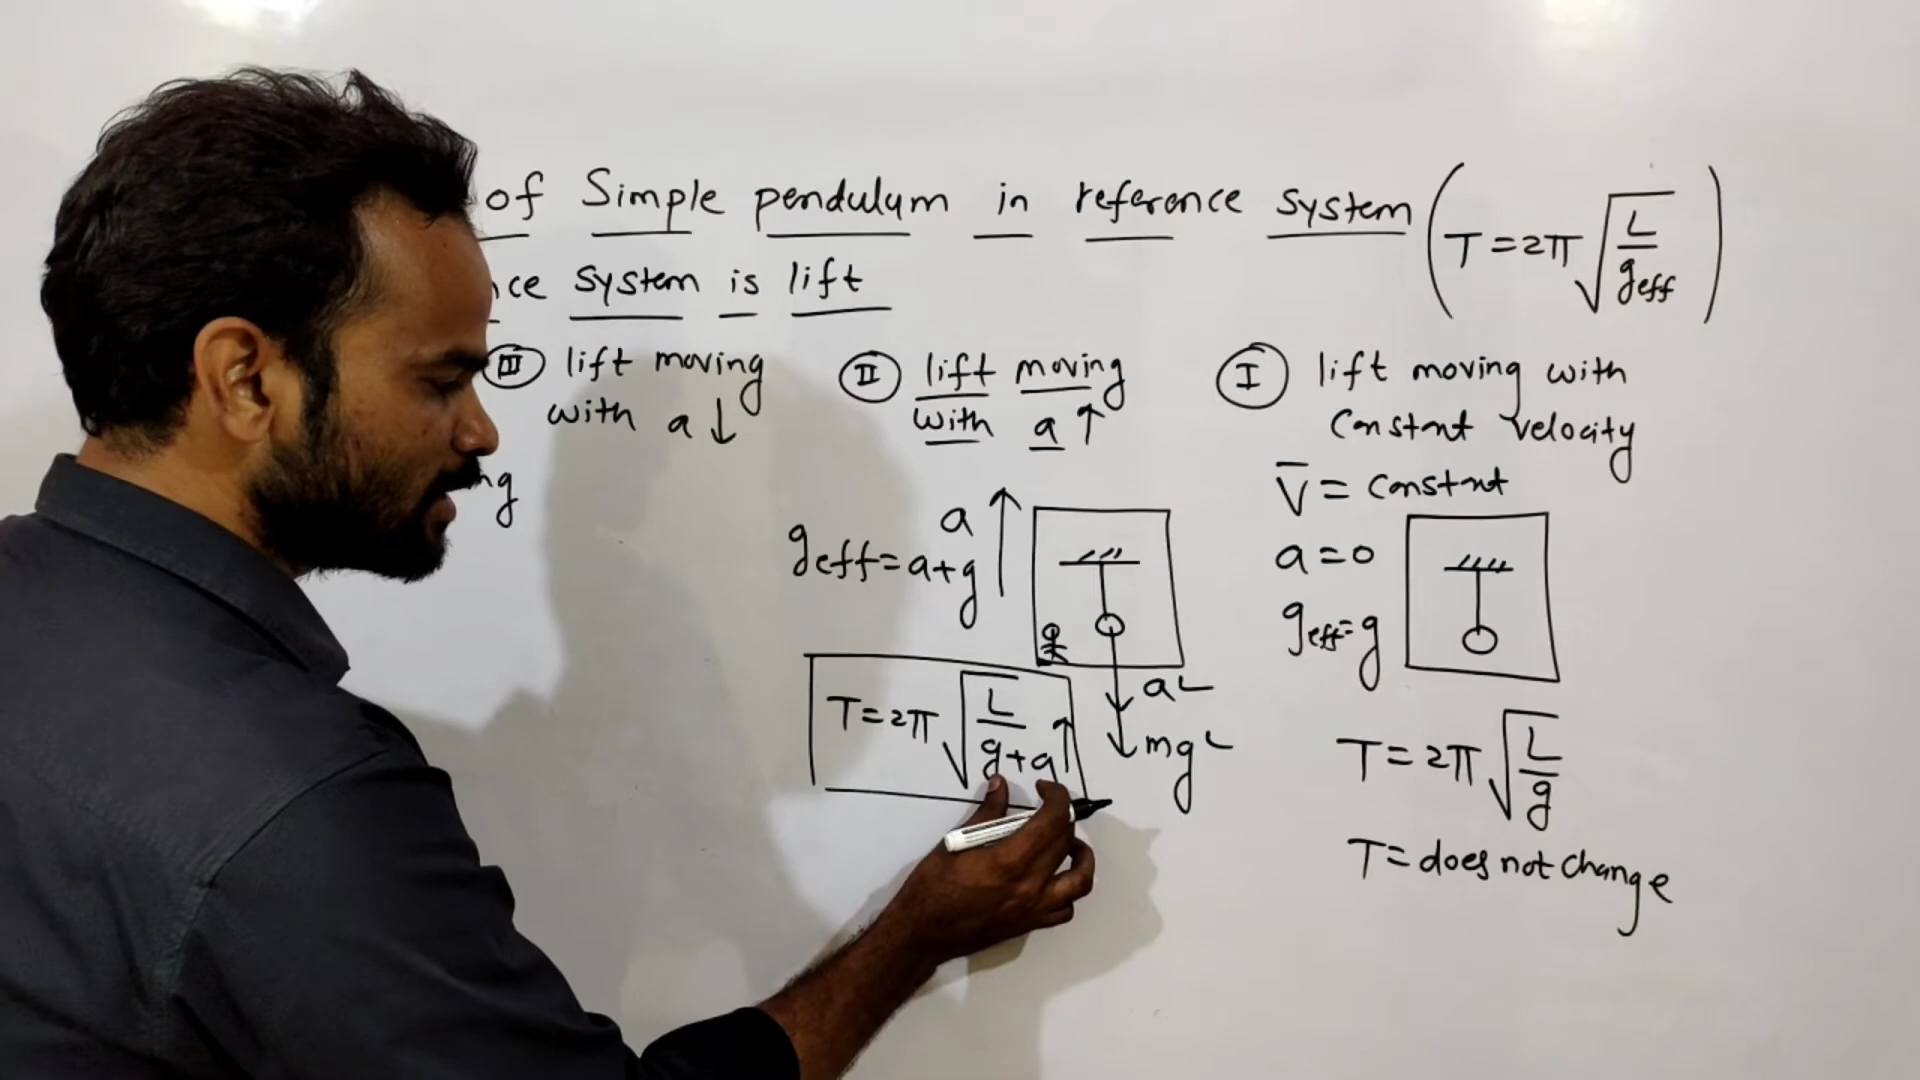 of Simple pendulum in reference system (T=2π√(L/geff))
ce system is lift
III lift moving
with a ↓
ng
II lift moving
with a ↑
a
geff=a+g
a
mg
T=2π√(L/(g+a))↑
I lift moving with
Constant velocity
V̅ = constant
a=0
geff=g
T=2π√(L/g)
T=does not change